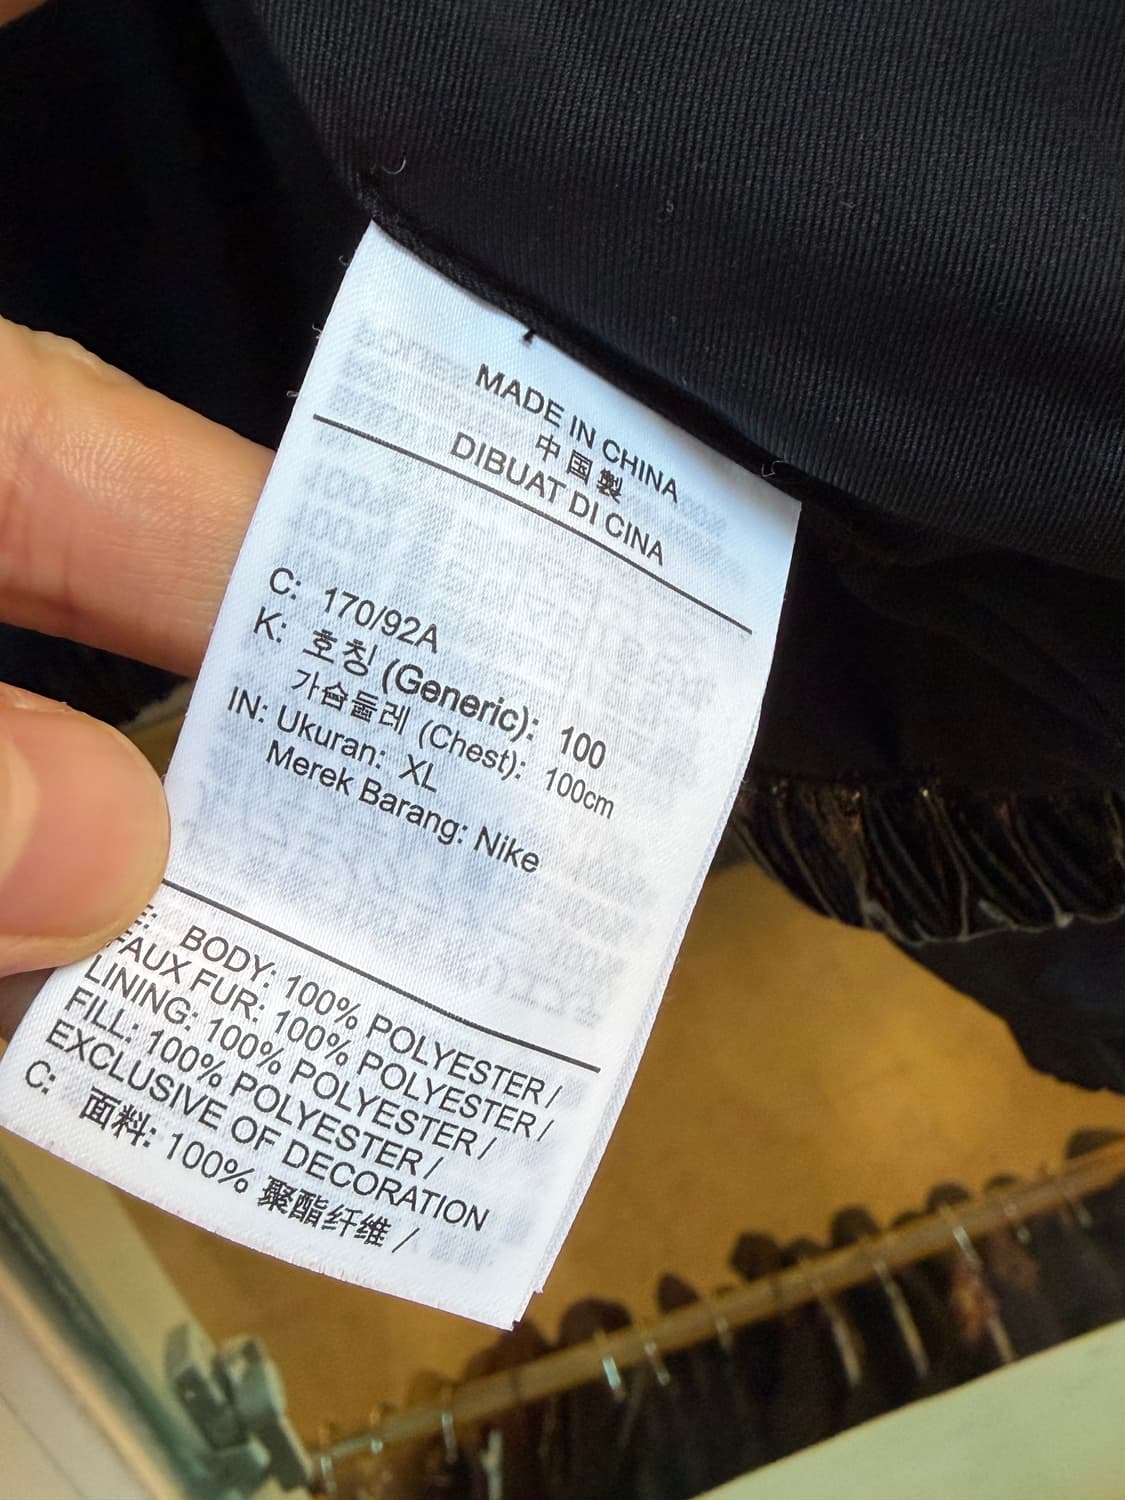 MADE IN CHINA
中国製
DIBUAT DI CINA
C: 170/92A
K: 호칭 (Generic): 100
가슴둘레 (Chest): 100cm
IN: Ukuran: XL
Merek Barang: Nike
E: BODY: 100% POLYESTER /
FAUX FUR: 100% POLYESTER /
LINING: 100% POLYESTER /
FILL: 100% POLYESTER /
EXCLUSIVE OF DECORATION
C: 面料: 100% 聚酯纤维 /